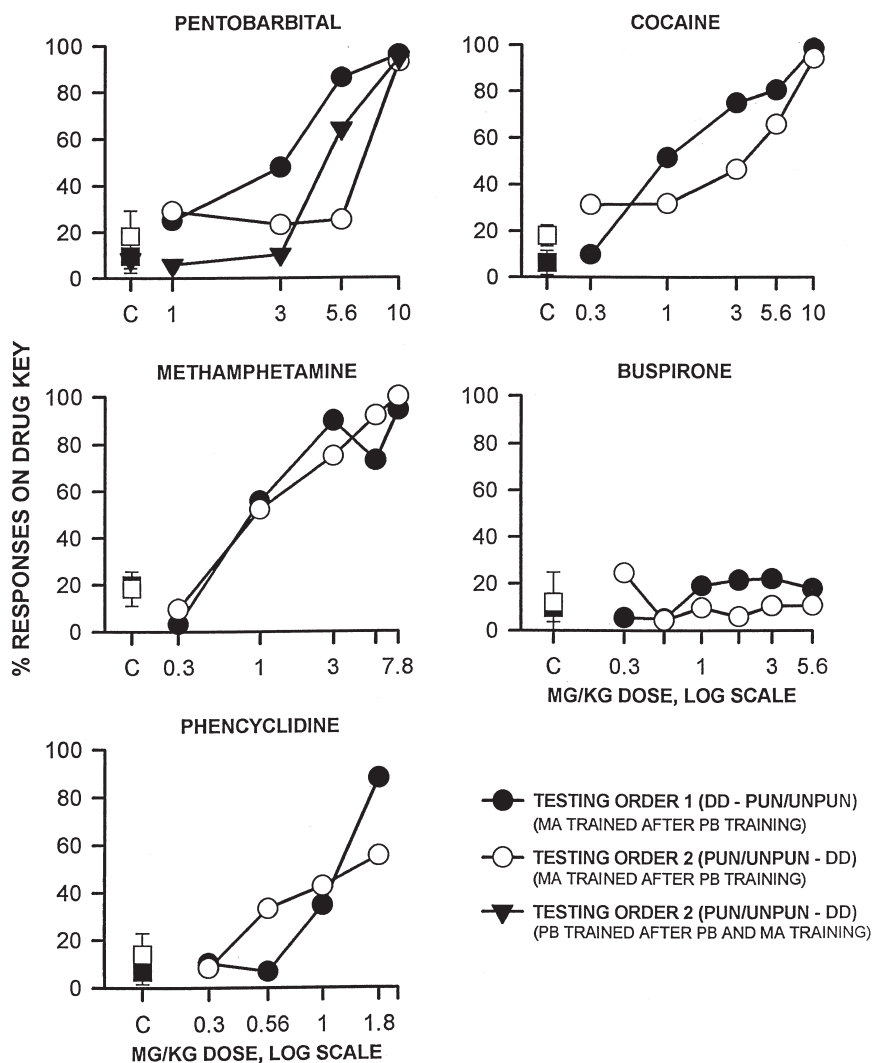 PENTOBARBITAL
100
80
60
40
20
0
C 1 3 5.6 10
COCAINE
100
80
60
40
20
0
C 0.3 1 3 5.6 10
% RESPONSES ON DRUG KEY
METHAMPHETAMINE
100
80
60
40
20
0
C 0.3 1 3 7.8
BUSPIRONE
100
80
60
40
20
0
C 0.3 1 3 5.6
MG/KG DOSE, LOG SCALE
PHENCYCLIDINE
100
80
60
40
20
0
C 0.3 0.56 1 1.8
MG/KG DOSE, LOG SCALE
TESTING ORDER 1 (DD - PUN/UNPUN)
(MA TRAINED AFTER PB TRAINING)
TESTING ORDER 2 (PUN/UNPUN - DD)
(MA TRAINED AFTER PB TRAINING)
TESTING ORDER 2 (PUN/UNPUN - DD)
(PB TRAINED AFTER PB AND MA TRAINING)